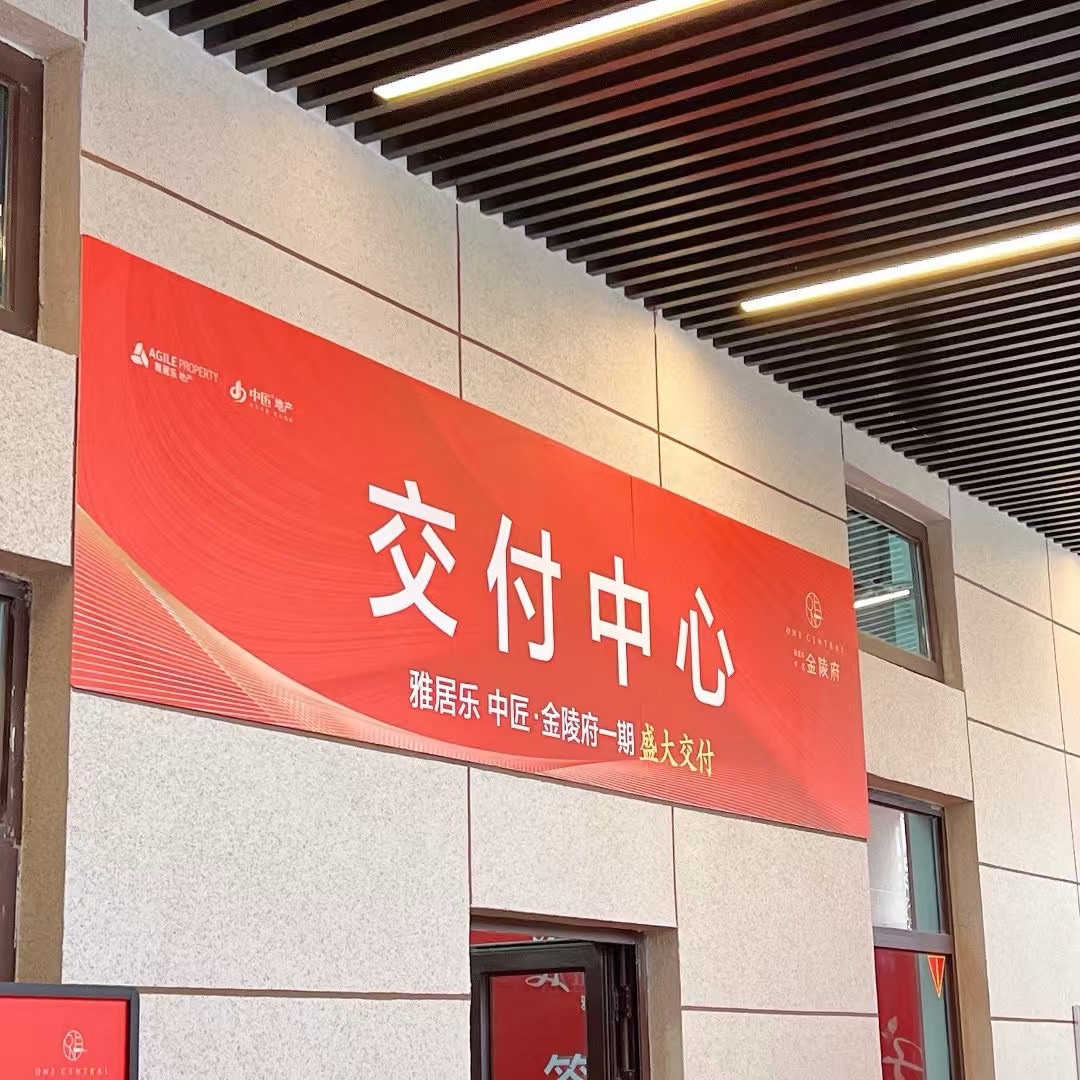 AGILE PROPERTY
雅居乐 地产
中匠 地产
交付中心
雅居乐 中匠·金陵府一期 盛大交付
ONE CENTRAL
金陵府
ONE CENTRAL